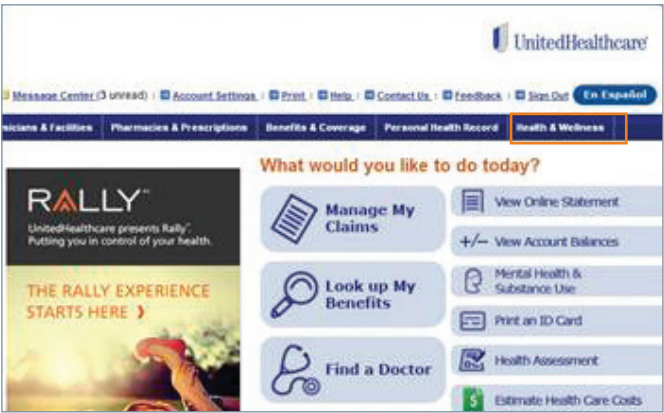 UnitedHealthcare
Message Center (3 unread) | Account Settings | Print | Help | Contact Us | Feedback | Sign Out En Español
Facilities Pharmacies & Prescriptions Benefits & Coverage Personal Health Record Health & Wellness
What would you like to do today?
RALLY℠
UnitedHealthcare presents Rally℠.
Putting you in control of your health.
THE RALLY EXPERIENCE
STARTS HERE ❯
Manage My
Claims
Look up My
Benefits
Find a Doctor
View Online Statement
+/- View Account Balances
Mental Health &
Substance Use
Print an ID Card
Health Assessment
$ Estimate Health Care Costs